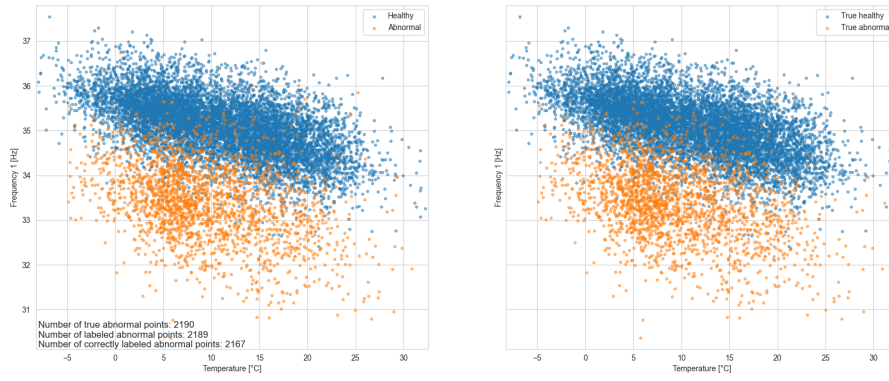 Healthy
Abnormal
37
36
35
34
33
32
31
Frequency 1 [Hz]
Number of true abnormal points: 2190
Number of labeled abnormal points: 2189
Number of correctly labeled abnormal points: 2167
−5
0
5
10
15
20
25
30
Temperature [°C]
True healthy
True abnormal
Frequency 1 [Hz]
−5
0
5
10
15
20
25
30
Temperature [°C]